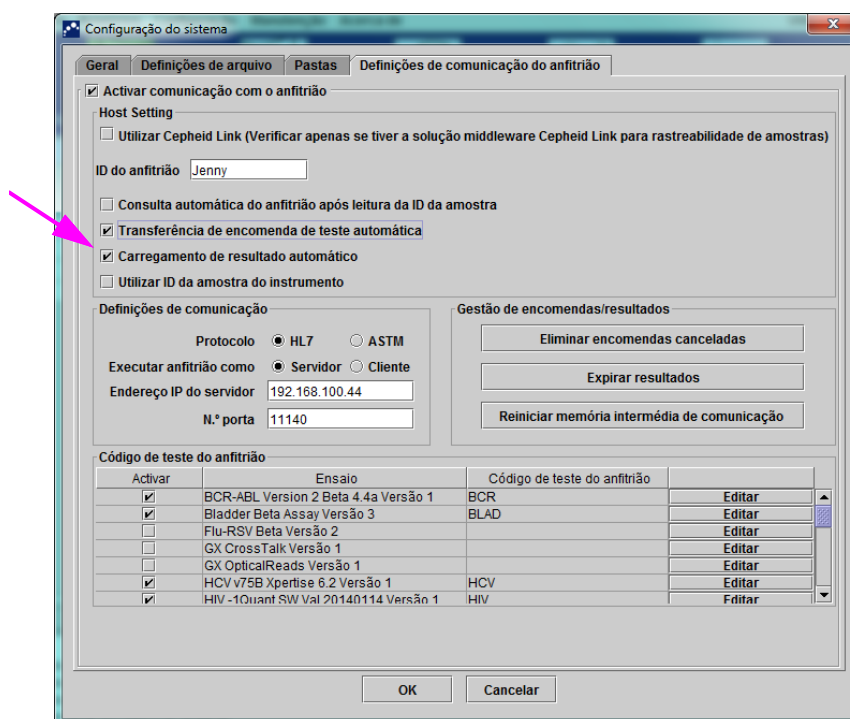 Configuração do sistema
Geral Definições de arquivo Pastas Definições de comunicação do anfitrião
Activar comunicação com o anfitrião
Host Setting
Utilizar Cepheid Link (Verificar apenas se tiver a solução middleware Cepheid Link para rastreabilidade de amostras)
ID do anfitrião Jenny
Consulta automática do anfitrião após leitura da ID da amostra
Transferência de encomenda de teste automática
Carregamento de resultado automático
Utilizar ID da amostra do instrumento
Definições de comunicação
Protocolo HL7 ASTM
Executar anfitrião como Servidor Cliente
Endereço IP do servidor 192.168.100.44
N.º porta 11140
Gestão de encomendas/resultados
Eliminar encomendas canceladas
Expirar resultados
Reiniciar memória intermédia de comunicação
Código de teste do anfitrião
Activar Ensaio Código de teste do anfitrião
BCR-ABL Version 2 Beta 4.4a Versão 1 BCR Editar
Bladder Beta Assay Versão 3 BLAD Editar
Flu-RSV Beta Versão 2 Editar
GX CrossTalk Versão 1 Editar
GX OpticalReads Versão 1 Editar
HCV v75B Xpertise 6.2 Versão 1 HCV Editar
HIV -1Quant SW Val 20140114 Versão 1 HIV Editar
OK Cancelar